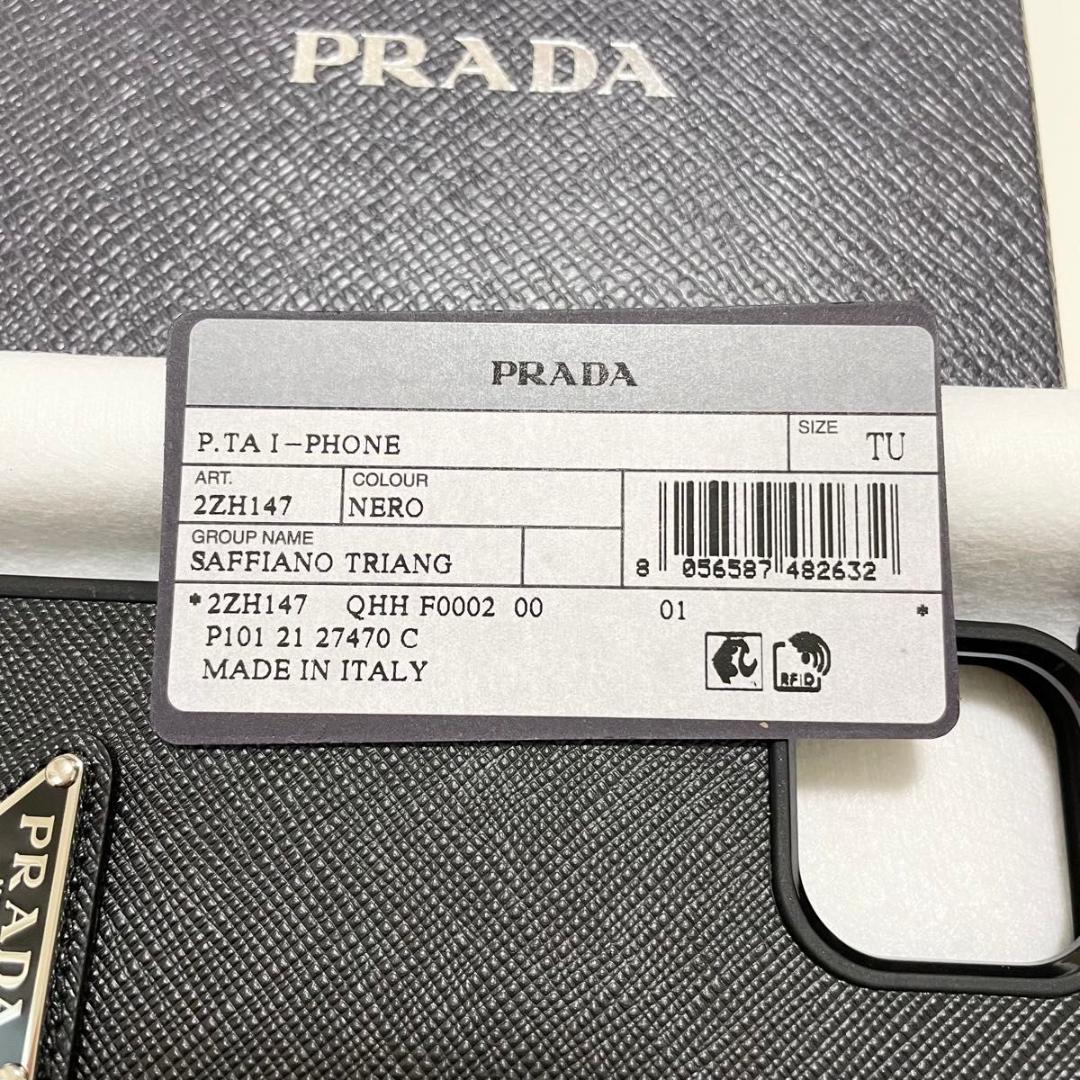 PRADA
PRADA
P.TA I-PHONE
SIZE TU
ART. COLOUR
2ZH147 NERO
GROUP NAME
SAFFIANO TRIANG
8 056587 482632
*2ZH147 QHH F0002 00 01 *
P101 21 27470 C
MADE IN ITALY
RFID
PRADA